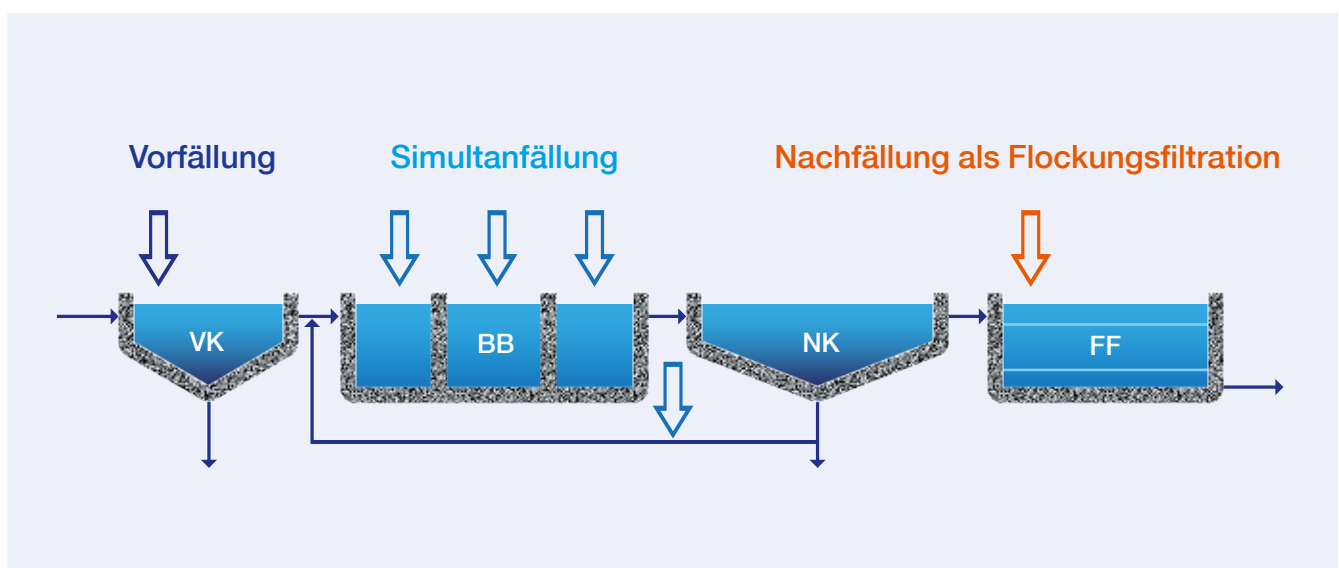 Vorfällung
Simultanfällung
Nachfällung als Flockungsfiltration
VK
BB
NK
FF